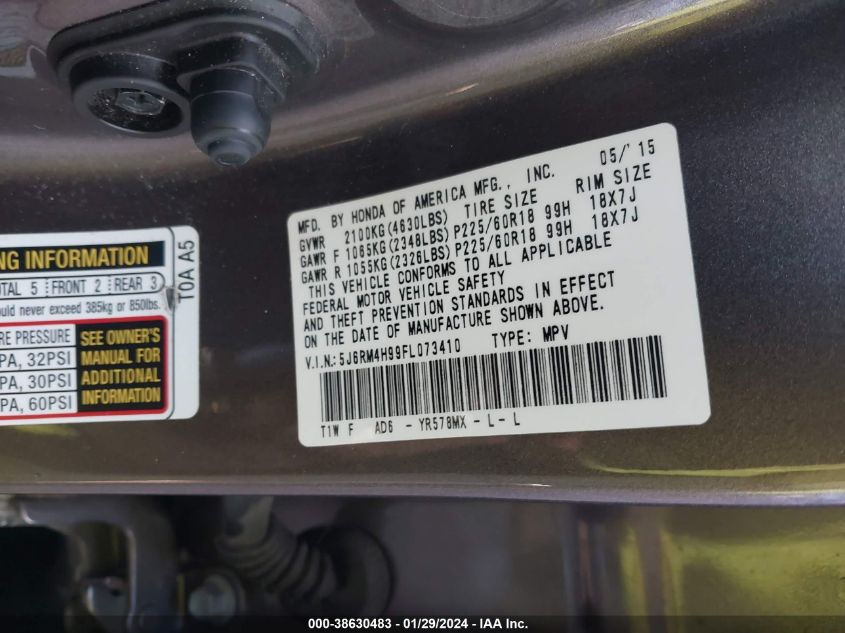 MFD. BY HONDA OF AMERICA MFG., INC. 05/'15
GVWR 2100KG(4630LBS) TIRE SIZE RIM SIZE
GAWR F 1065KG(2348LBS) P225/60R18 99H 18X7J
GAWR R 1055KG(2326LBS) P225/60R18 99H 18X7J
THIS VEHICLE CONFORMS TO ALL APPLICABLE
FEDERAL MOTOR VEHICLE SAFETY
AND THEFT PREVENTION STANDARDS IN EFFECT
ON THE DATE OF MANUFACTURE SHOWN ABOVE.
V.I.N.: 5J6RM4H99FL073410 TYPE: MPV
T1W F AD6 - YR578MX - L - L
NG INFORMATION
OTAL 5 FRONT 2 REAR 3
ould never exceed 385kg or 850lbs.
RE PRESSURE
PA, 32PSI
PA, 30PSI
PA, 60PSI
SEE OWNER'S
MANUAL FOR
ADDITIONAL
INFORMATION
T0A A5
000-38630483 - 01/29/2024 - IAA Inc.